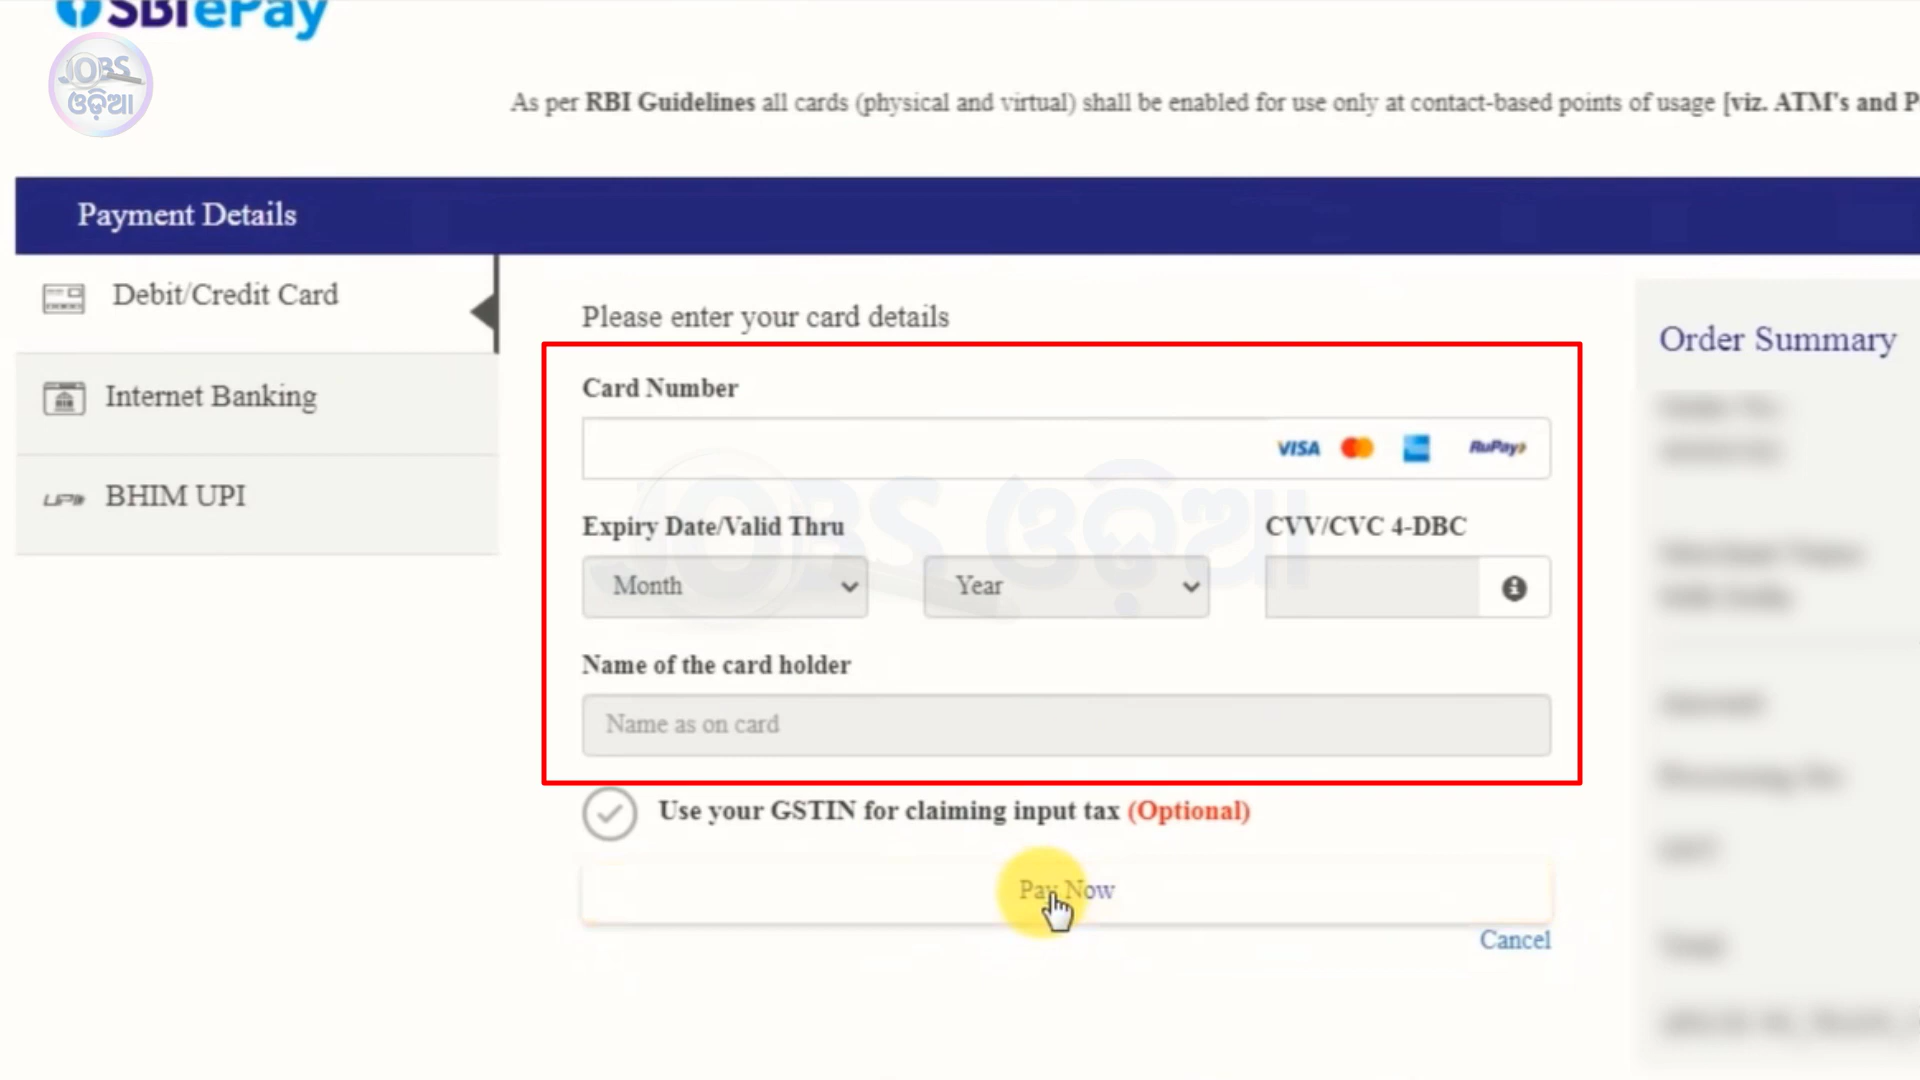 SBIePay
JOBS
ଓଡ଼ିଆ
As per RBI Guidelines all cards (physical and virtual) shall be enabled for use only at contact-based points of usage [viz. ATM's and P
Payment Details
Debit/Credit Card
Internet Banking
UPI BHIM UPI
Please enter your card details
Card Number
VISA RuPay
Expiry Date/Valid Thru CVV/CVC 4-DBC
Month Year
JOBS ଓଡ଼ିଆ
Name of the card holder
Name as on card
Use your GSTIN for claiming input tax (Optional)
Pay Now
Cancel
Order Summary